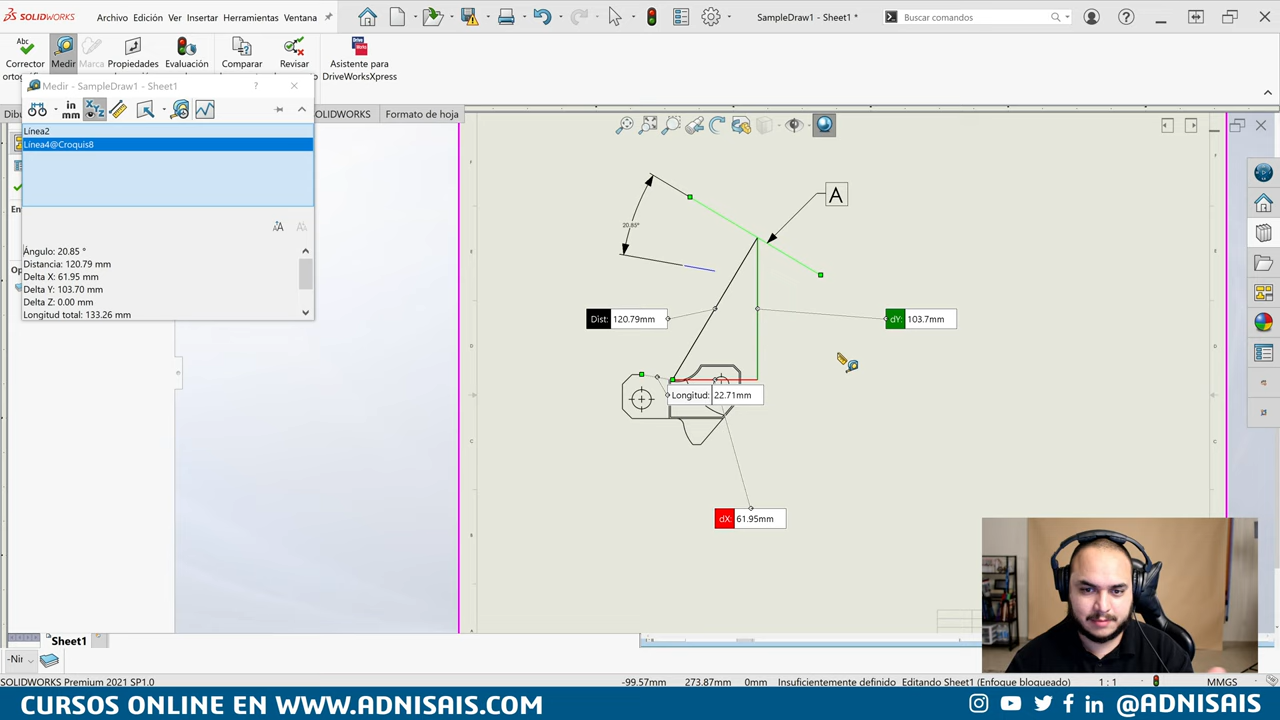 SOLIDWORKS
Archivo Edición Ver Insertar Herramientas Ventana
SampleDraw1 - Sheet1 *
Buscar comandos
Abc
Corrector
Medir
Marca
Propiedades
Evaluación
Comparar
Revisar
Asistente para
DriveWorksXpress
Medir - SampleDraw1 - Sheet1
in
mm
XYZ
SOLIDWORKS
Formato de hoja
Línea2
Línea4@Croquis8
Ángulo: 20.85 °
Distancia: 120.79 mm
Delta X: 61.95 mm
Delta Y: 103.70 mm
Delta Z: 0.00 mm
Longitud total: 133.26 mm
A
20.85°
Dist: 120.79mm
dY: 103.7mm
Longitud: 22.71mm
dX: 61.95mm
Sheet1
SOLIDWORKS Premium 2021 SP1.0
-99.57mm 273.87mm 0mm Insuficientemente definido Editando Sheet1 (Enfoque bloqueado) 1 : 1 MMGS
CURSOS ONLINE EN WWW.ADNISAIS.COM
@ADNISAIS